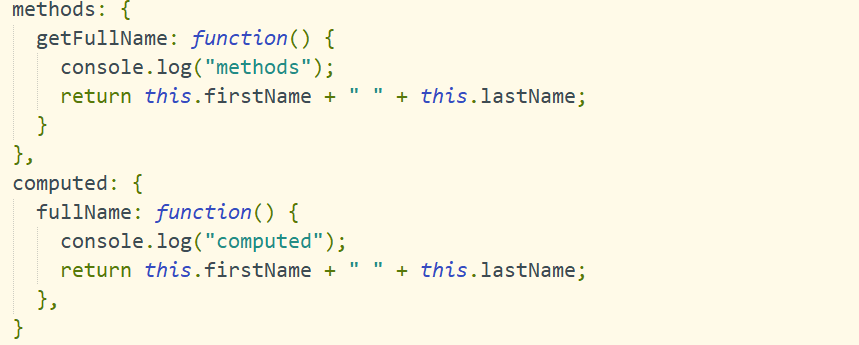 methods: {
  getFullName: function() {
    console.log("methods");
    return this.firstName + " " + this.lastName;
  }
},
computed: {
  fullName: function() {
    console.log("computed");
    return this.firstName + " " + this.lastName;
  },
}